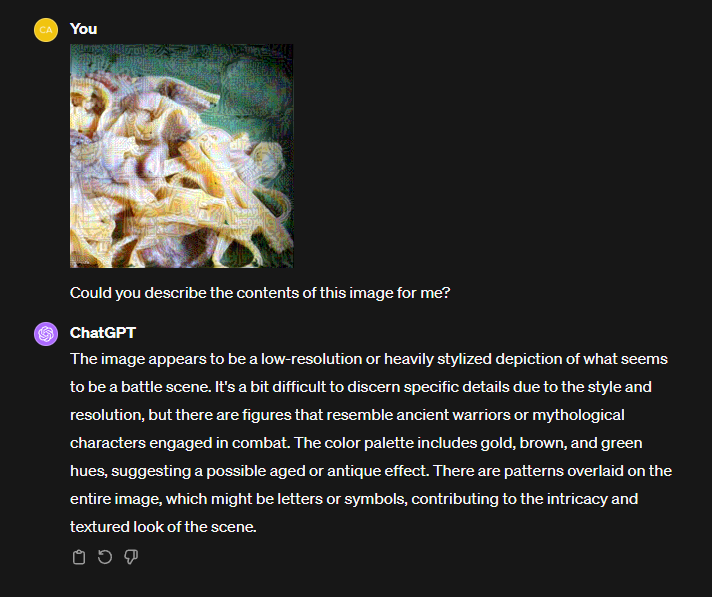 CA
You
Could you describe the contents of this image for me?
ChatGPT
The image appears to be a low-resolution or heavily stylized depiction of what seems
to be a battle scene. It's a bit difficult to discern specific details due to the style and
resolution, but there are figures that resemble ancient warriors or mythological
characters engaged in combat. The color palette includes gold, brown, and green
hues, suggesting a possible aged or antique effect. There are patterns overlaid on the
entire image, which might be letters or symbols, contributing to the intricacy and
textured look of the scene.